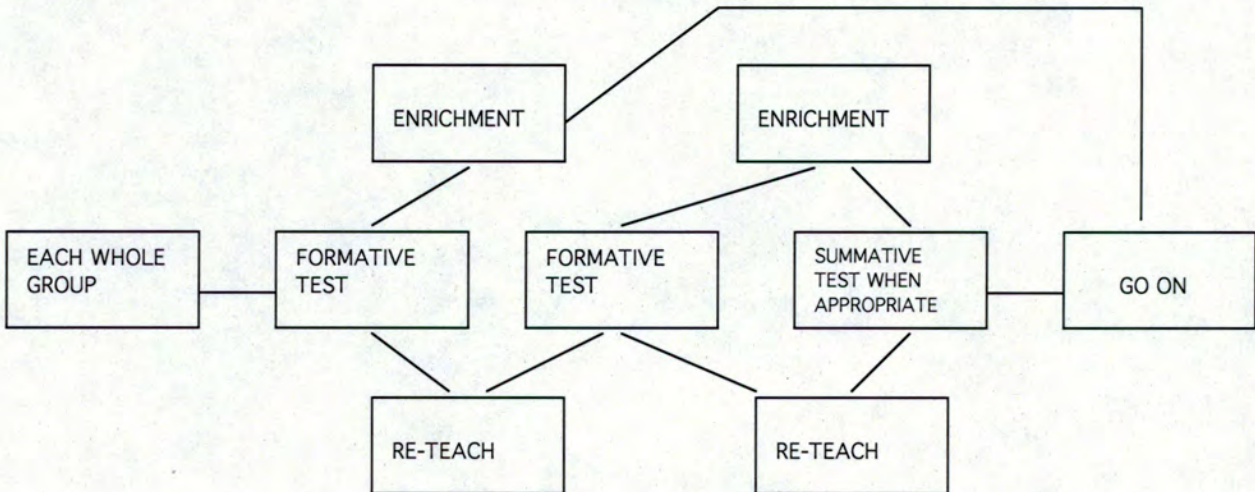 ENRICHMENT
ENRICHMENT
EACH WHOLE
GROUP
FORMATIVE
TEST
FORMATIVE
TEST
SUMMATIVE
TEST WHEN
APPROPRIATE
GO ON
RE-TEACH
RE-TEACH